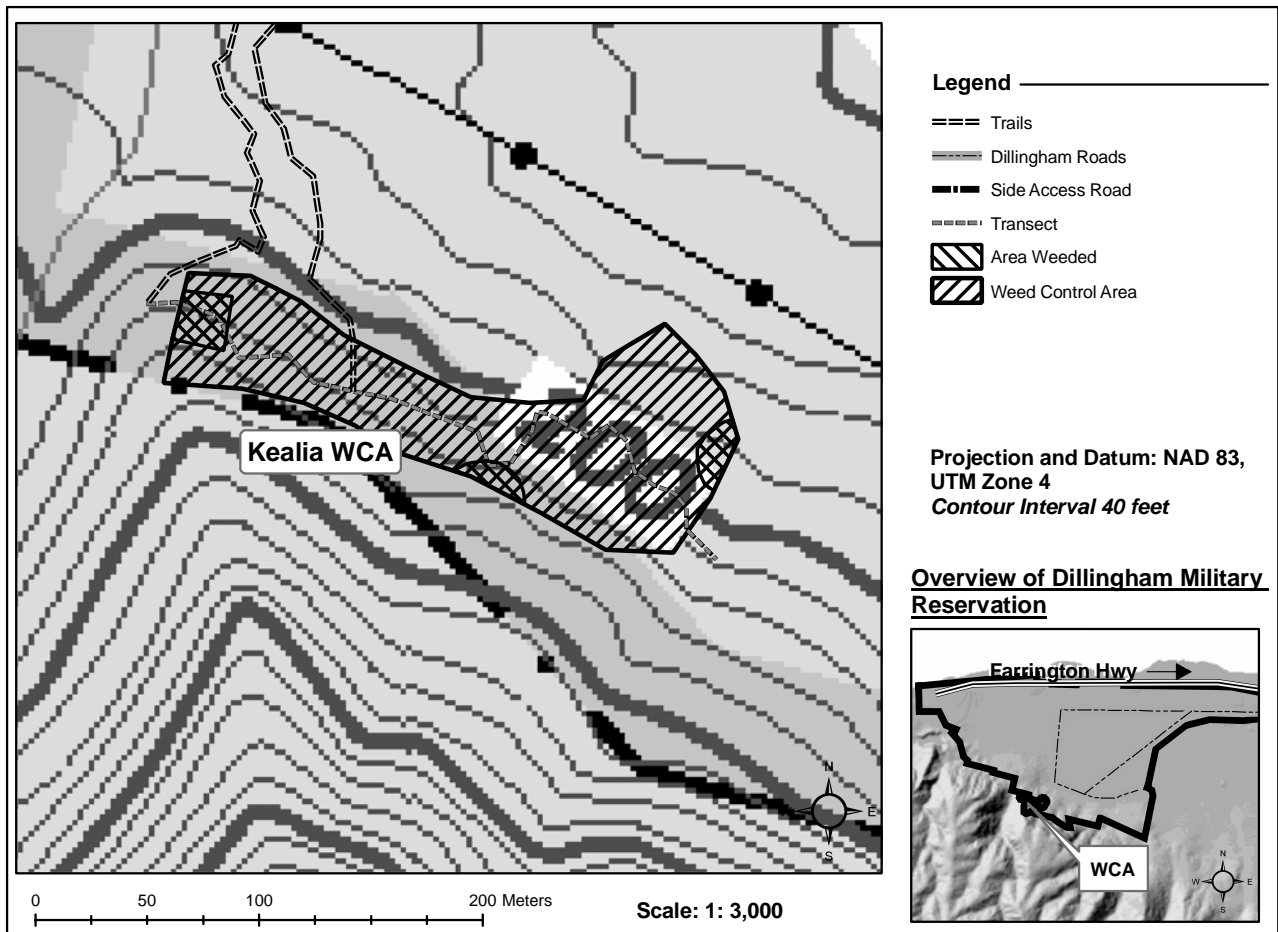 Legend
Trails
Dillingham Roads
Side Access Road
Transect
Area Weeded
Weed Control Area
Kealia WCA
Projection and Datum: NAD 83,
UTM Zone 4
Contour Interval 40 feet
Overview of Dillingham Military
Reservation
Farrington Hwy
WCA
N
W
E
S
N
E
S
0
50
100
200 Meters
Scale: 1: 3,000